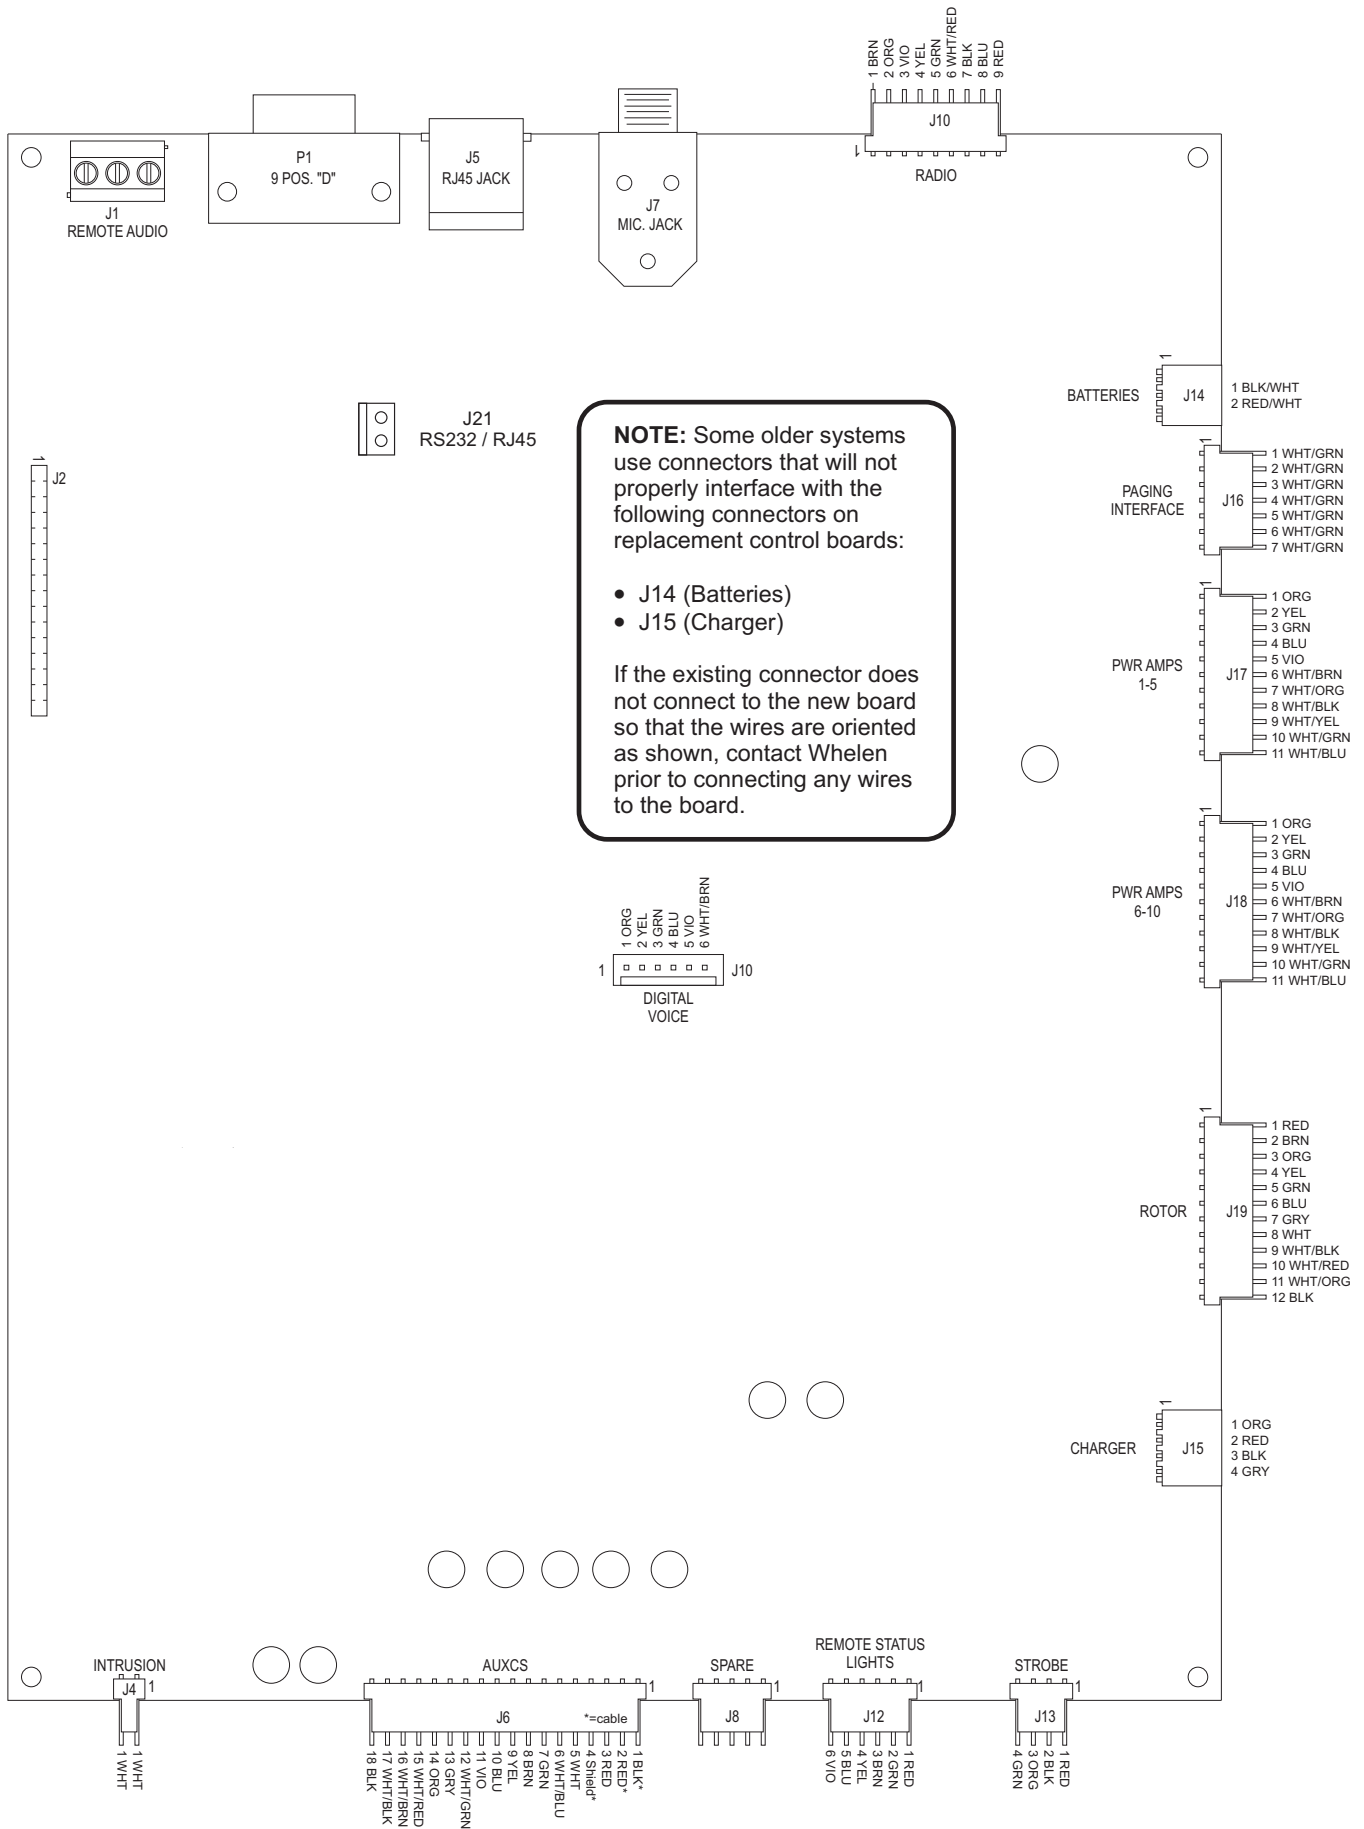 1 BRN
2 ORG
3 VIO
4 YEL
5 GRN
6 WHT/RED
7 BLK
8 BLU
9 RED
J10
1
RADIO
P1
9 POS. "D"
J5
RJ45 JACK
J7
MIC. JACK
J1
REMOTE AUDIO
1
BATTERIES
J14
1 BLK/WHT
2 RED/WHT
J21
RS232 / RJ45
1
J2
NOTE: Some older systems
use connectors that will not
properly interface with the
following connectors on
replacement control boards:
• J14 (Batteries)
• J15 (Charger)
If the existing connector does
not connect to the new board
so that the wires are oriented
as shown, contact Whelen
prior to connecting any wires
to the board.
1
PAGING
INTERFACE
J16
1 WHT/GRN
2 WHT/GRN
3 WHT/GRN
4 WHT/GRN
5 WHT/GRN
6 WHT/GRN
7 WHT/GRN
1
PWR AMPS
1-5
J17
1 ORG
2 YEL
3 GRN
4 BLU
5 VIO
6 WHT/BRN
7 WHT/ORG
8 WHT/BLK
9 WHT/YEL
10 WHT/GRN
11 WHT/BLU
1
PWR AMPS
6-10
J18
1 ORG
2 YEL
3 GRN
4 BLU
5 VIO
6 WHT/BRN
7 WHT/ORG
8 WHT/BLK
9 WHT/YEL
10 WHT/GRN
11 WHT/BLU
1 ORG
2 YEL
3 GRN
4 BLU
5 VIO
6 WHT/BRN
1
J10
DIGITAL
VOICE
1
ROTOR
J19
1 RED
2 BRN
3 ORG
4 YEL
5 GRN
6 BLU
7 GRY
8 WHT
9 WHT/BLK
10 WHT/RED
11 WHT/ORG
12 BLK
1
CHARGER
J15
1 ORG
2 RED
3 BLK
4 GRY
INTRUSION
J4
1
1 WHT
1 WHT
AUXCS
1
J6
*=cable
18 BLK
17 WHT/BLK
16 WHT/BRN
15 WHT/RED
14 ORG
13 GRY
12 WHT/GRN
11 VIO
10 BLU
9 YEL
8 BRN
7 GRN
6 WHT/BLU
5 WHT
4 Shield*
3 RED
2 RED*
1 BLK*
SPARE
1
J8
REMOTE STATUS
LIGHTS
1
J12
6 VIO
5 BLU
4 YEL
3 BRN
2 GRN
1 RED
STROBE
1
J13
4 GRN
3 ORG
2 BLK
1 RED